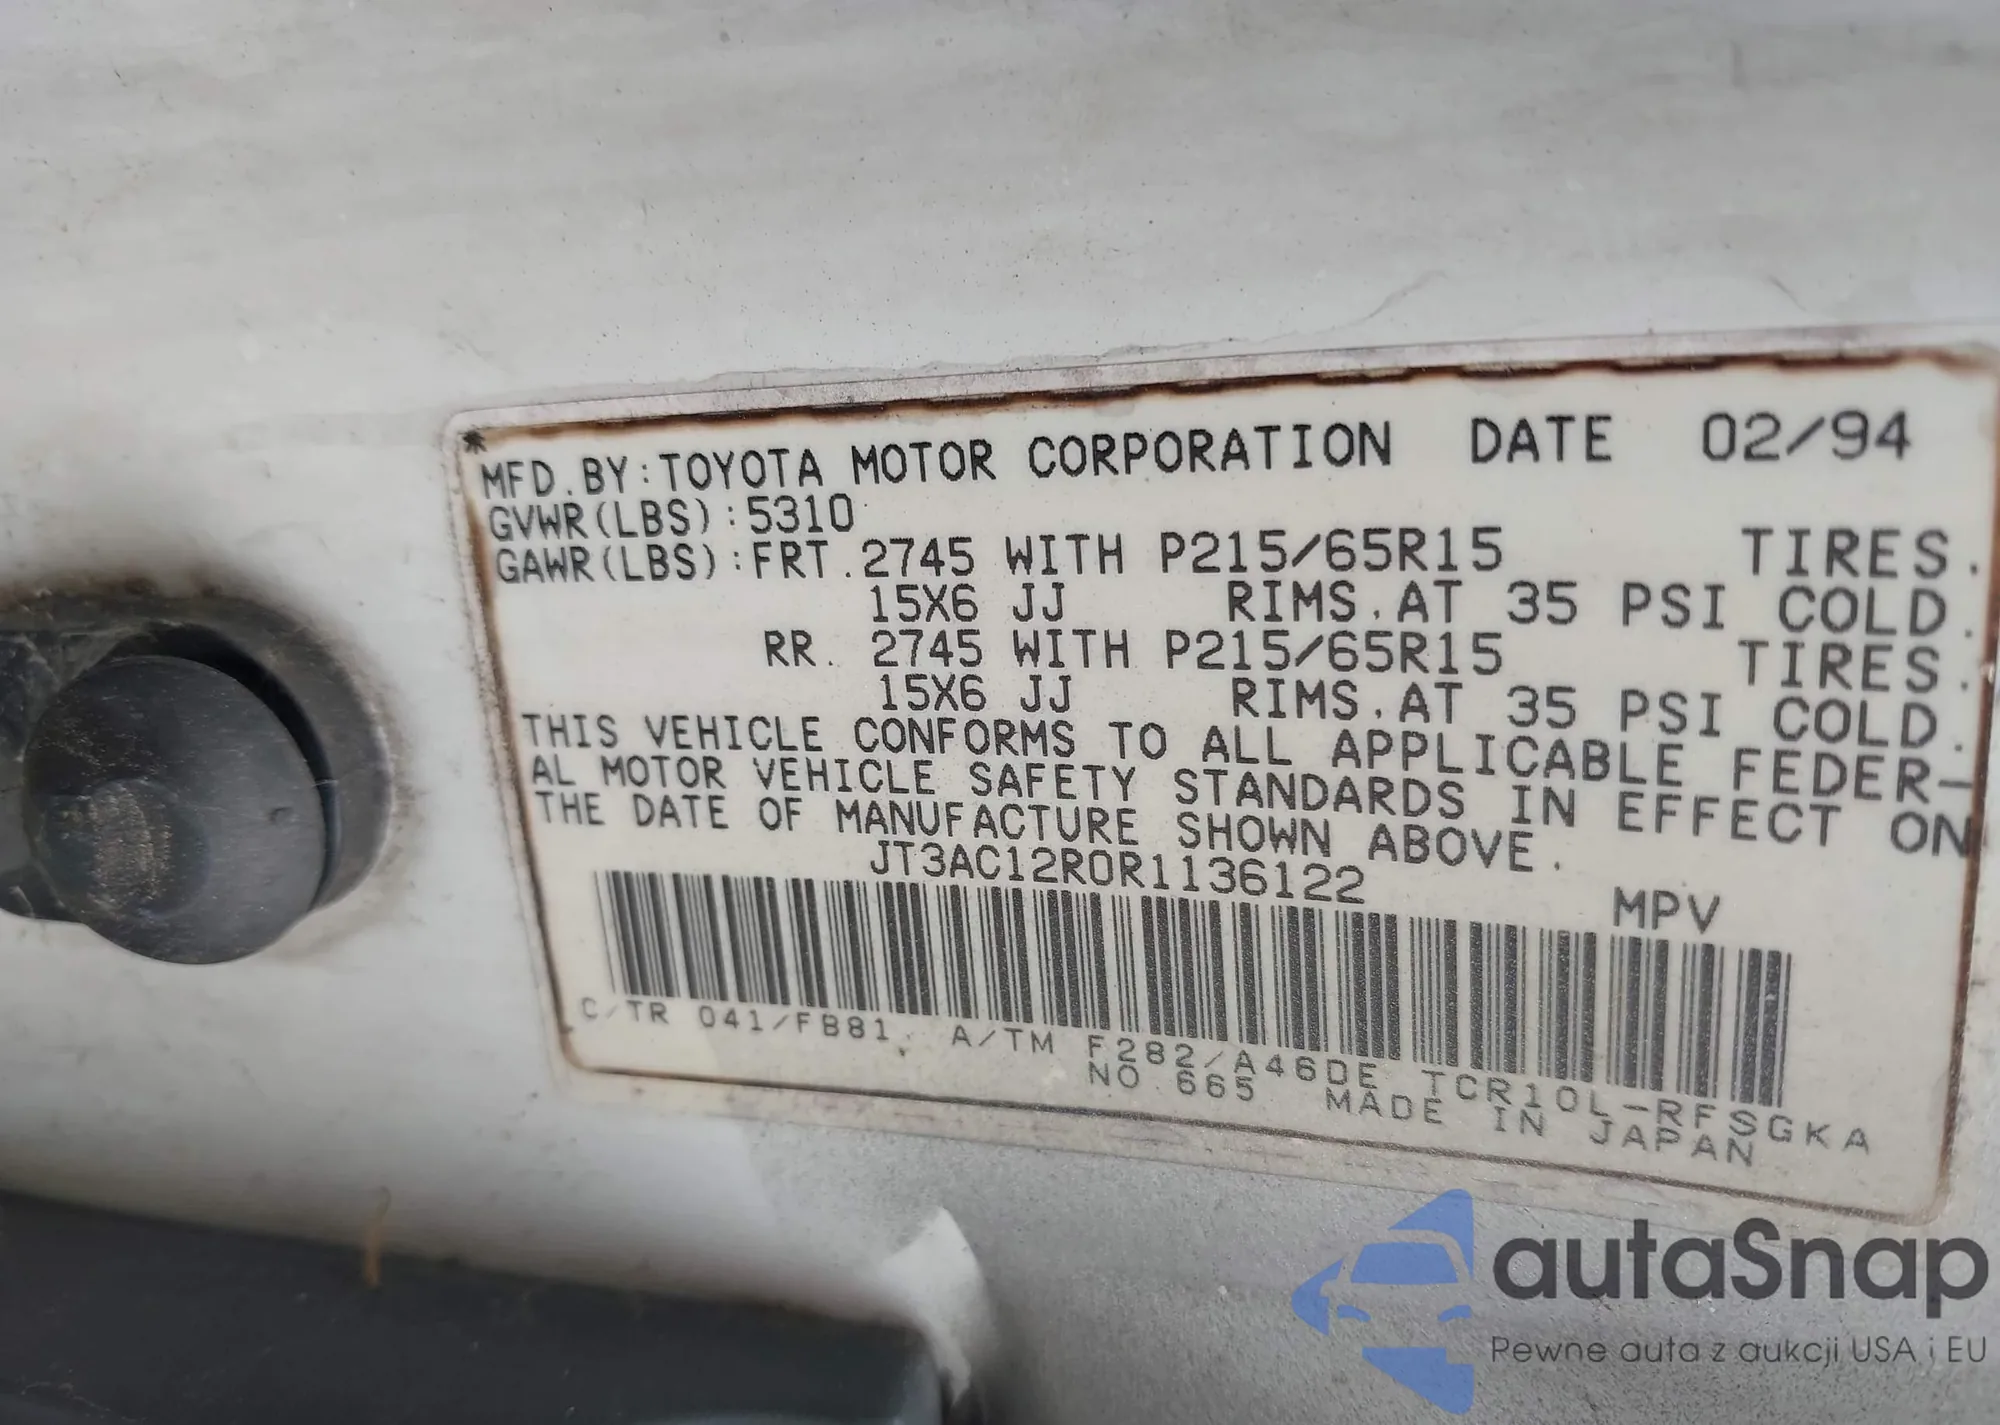 MFD.BY:TOYOTA MOTOR CORPORATION DATE 02/94
GVWR(LBS):5310
GAWR(LBS):FRT.2745 WITH P215/65R15 TIRES.
15X6 JJ RIMS.AT 35 PSI COLD.
RR. 2745 WITH P215/65R15 TIRES.
15X6 JJ RIMS.AT 35 PSI COLD.
THIS VEHICLE CONFORMS TO ALL APPLICABLE FEDER-
AL MOTOR VEHICLE SAFETY STANDARDS IN EFFECT ON
THE DATE OF MANUFACTURE SHOWN ABOVE.
JT3AC12R0R1136122 MPV
C/TR 041/FB81, A/TM F282/A46DE TCR10L-RFSGKA
NO.665 MADE IN JAPAN
autaSnap
Pewne auta z aukcji USA i EU